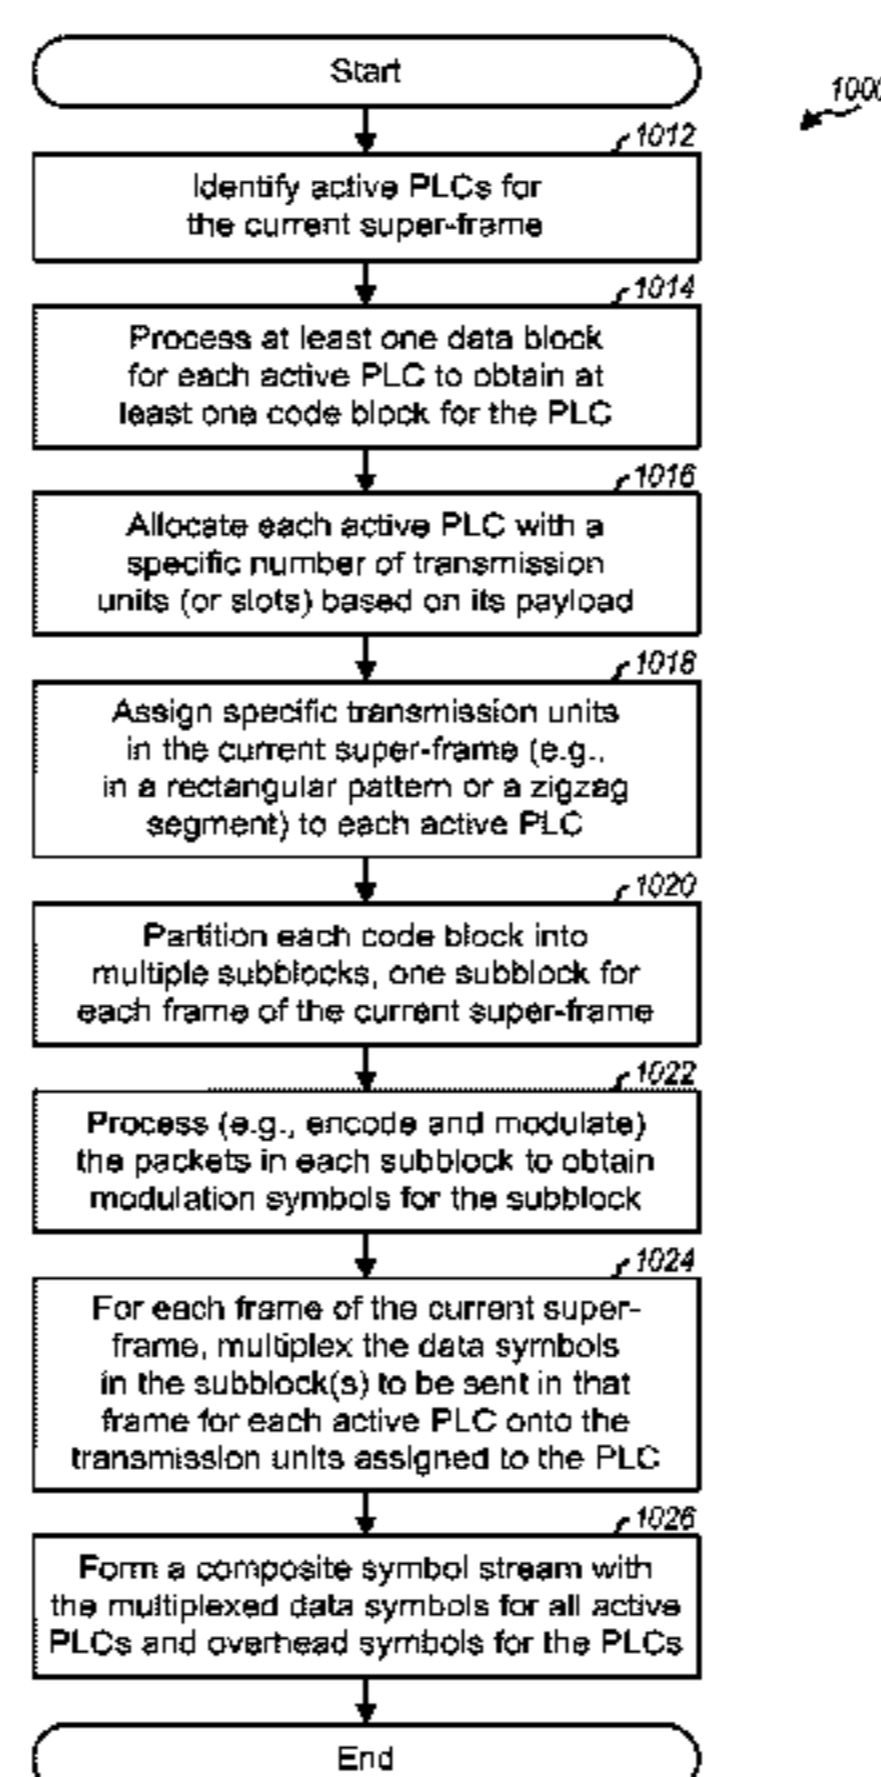 Start
1000
1012
Identify active PLCs for
the current super-frame
1014
Process at least one data block
for each active PLC to obtain at
least one code block for the PLC
1016
Allocate each active PLC with a
specific number of transmission
units (or slots) based on its payload
1018
Assign specific transmission units
in the current super-frame (e.g.,
in a rectangular pattern or a zigzag
segment) to each active PLC
1020
Partition each code block into
multiple subblocks, one subblock for
each frame of the current super-frame
1022
Process (e.g., encode and modulate)
the packets in each subblock to obtain
modulation symbols for the subblock
1024
For each frame of the current super-
frame, multiplex the data symbols
in the subblock(s) to be sent in that
frame for each active PLC onto the
transmission units assigned to the PLC
1026
Form a composite symbol stream with
the multiplexed data symbols for all active
PLCs and overhead symbols for the PLCs
End